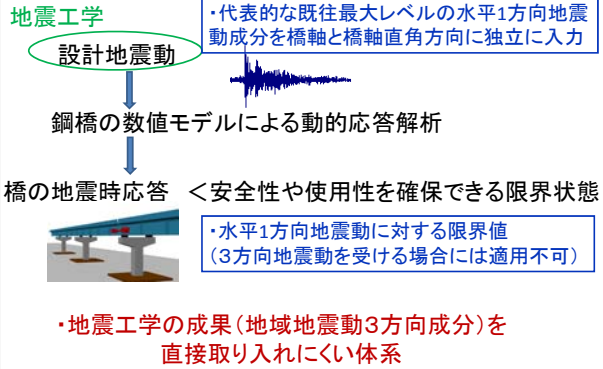 地震工学
・代表的な既往最大レベルの水平1方向地震
動成分を橋軸と橋軸直角方向に独立に入力
設計地震動
鋼橋の数値モデルによる動的応答解析
橋の地震時応答 <安全性や使用性を確保できる限界状態
・水平1方向地震動に対する限界値
(3方向地震動を受ける場合には適用不可)
・地震工学の成果(地域地震動3方向成分)を
直接取り入れにくい体系